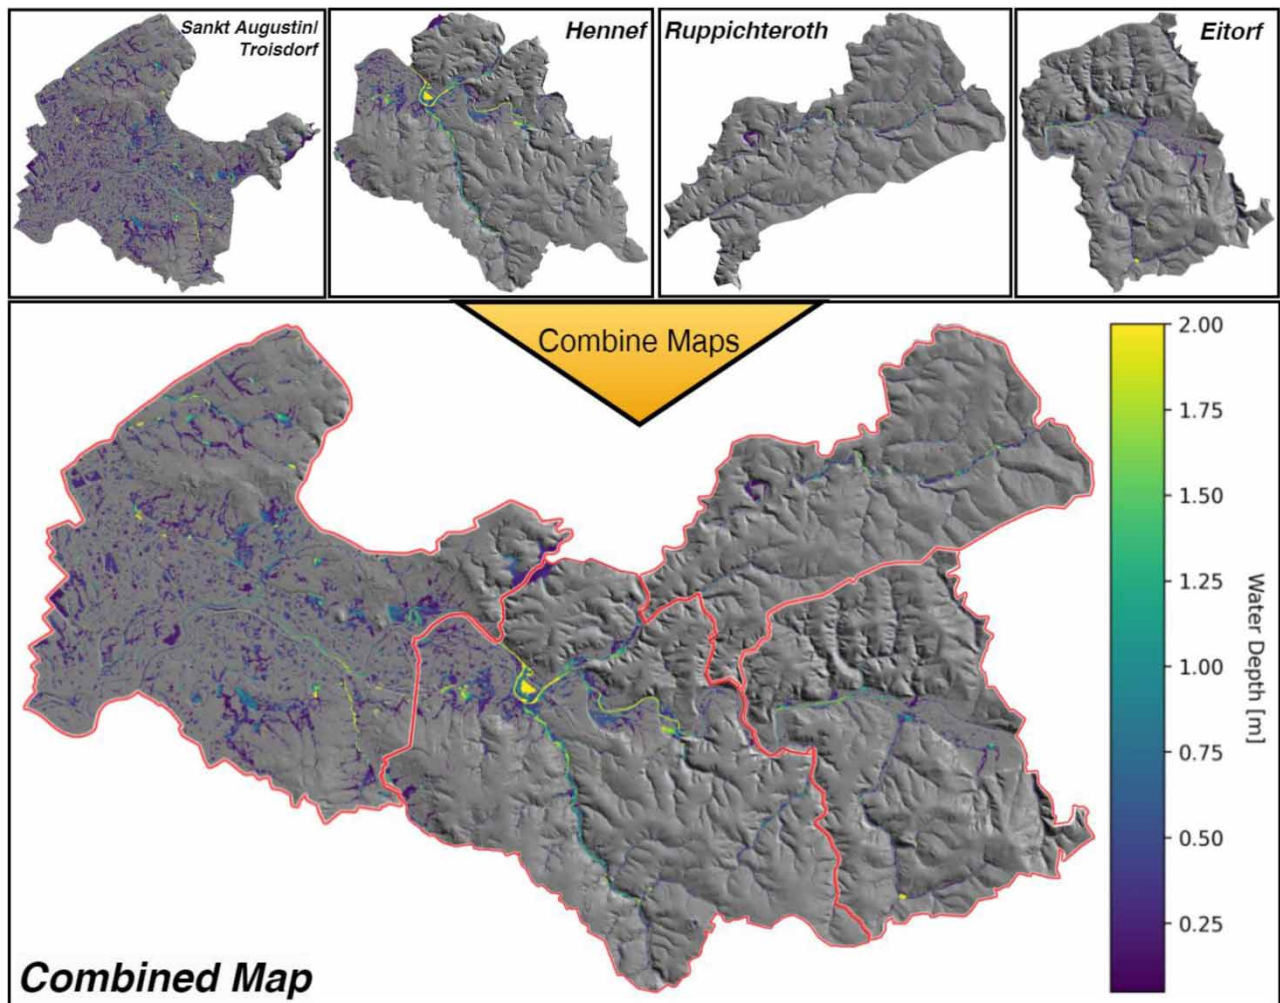 Sankt Augustin/
Troisdorf
Hennef
Ruppichteroth
Eitorf
Combine Maps
2.00
1.75
1.50
1.25
1.00
0.75
0.50
0.25
Water Depth [m]
Combined Map